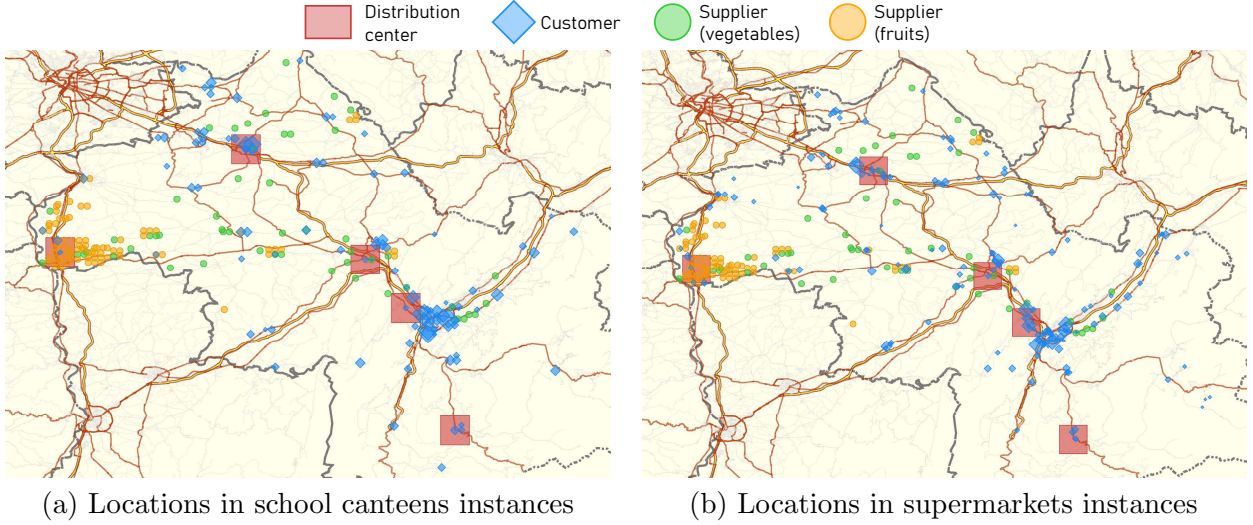 Distribution
center
Customer
Supplier
(vegetables)
Supplier
(fruits)
(a) Locations in school canteens instances
(b) Locations in supermarkets instances